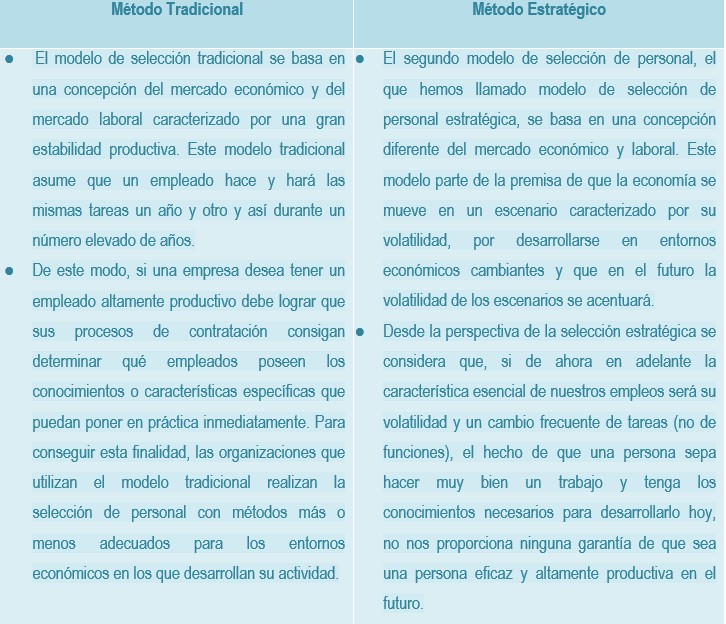 Método Tradicional
● El modelo de selección tradicional se basa en
una concepción del mercado económico y del
mercado laboral caracterizado por una gran
estabilidad productiva. Este modelo tradicional
asume que un empleado hace y hará las
mismas tareas un año y otro y así durante un
número elevado de años.
● De este modo, si una empresa desea tener un
empleado altamente productivo debe lograr que
sus procesos de contratación consigan
determinar qué empleados poseen los
conocimientos o características específicas que
puedan poner en práctica inmediatamente. Para
conseguir esta finalidad, las organizaciones que
utilizan el modelo tradicional realizan la
selección de personal con métodos más o
menos adecuados para los entornos
económicos en los que desarrollan su actividad.
Método Estratégico
● El segundo modelo de selección de personal, el
que hemos llamado modelo de selección de
personal estratégica, se basa en una concepción
diferente del mercado económico y laboral. Este
modelo parte de la premisa de que la economía se
mueve en un escenario caracterizado por su
volatilidad, por desarrollarse en entornos
económicos cambiantes y que en el futuro la
volatilidad de los escenarios se acentuará.
● Desde la perspectiva de la selección estratégica se
considera que, si de ahora en adelante la
característica esencial de nuestros empleos será su
volatilidad y un cambio frecuente de tareas (no de
funciones), el hecho de que una persona sepa
hacer muy bien un trabajo y tenga los
conocimientos necesarios para desarrollarlo hoy,
no nos proporciona ninguna garantía de que sea
una persona eficaz y altamente productiva en el
futuro.